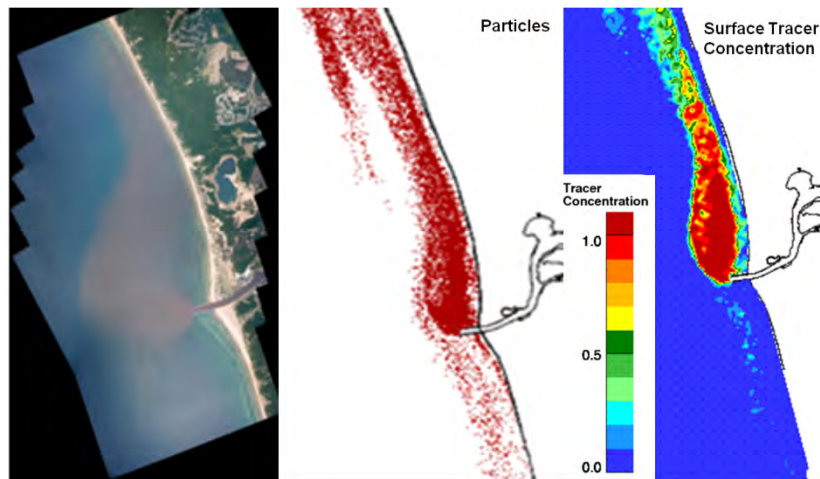 Particles
Surface Tracer
Concentration
Tracer
Concentration
1.0
0.5
0.0